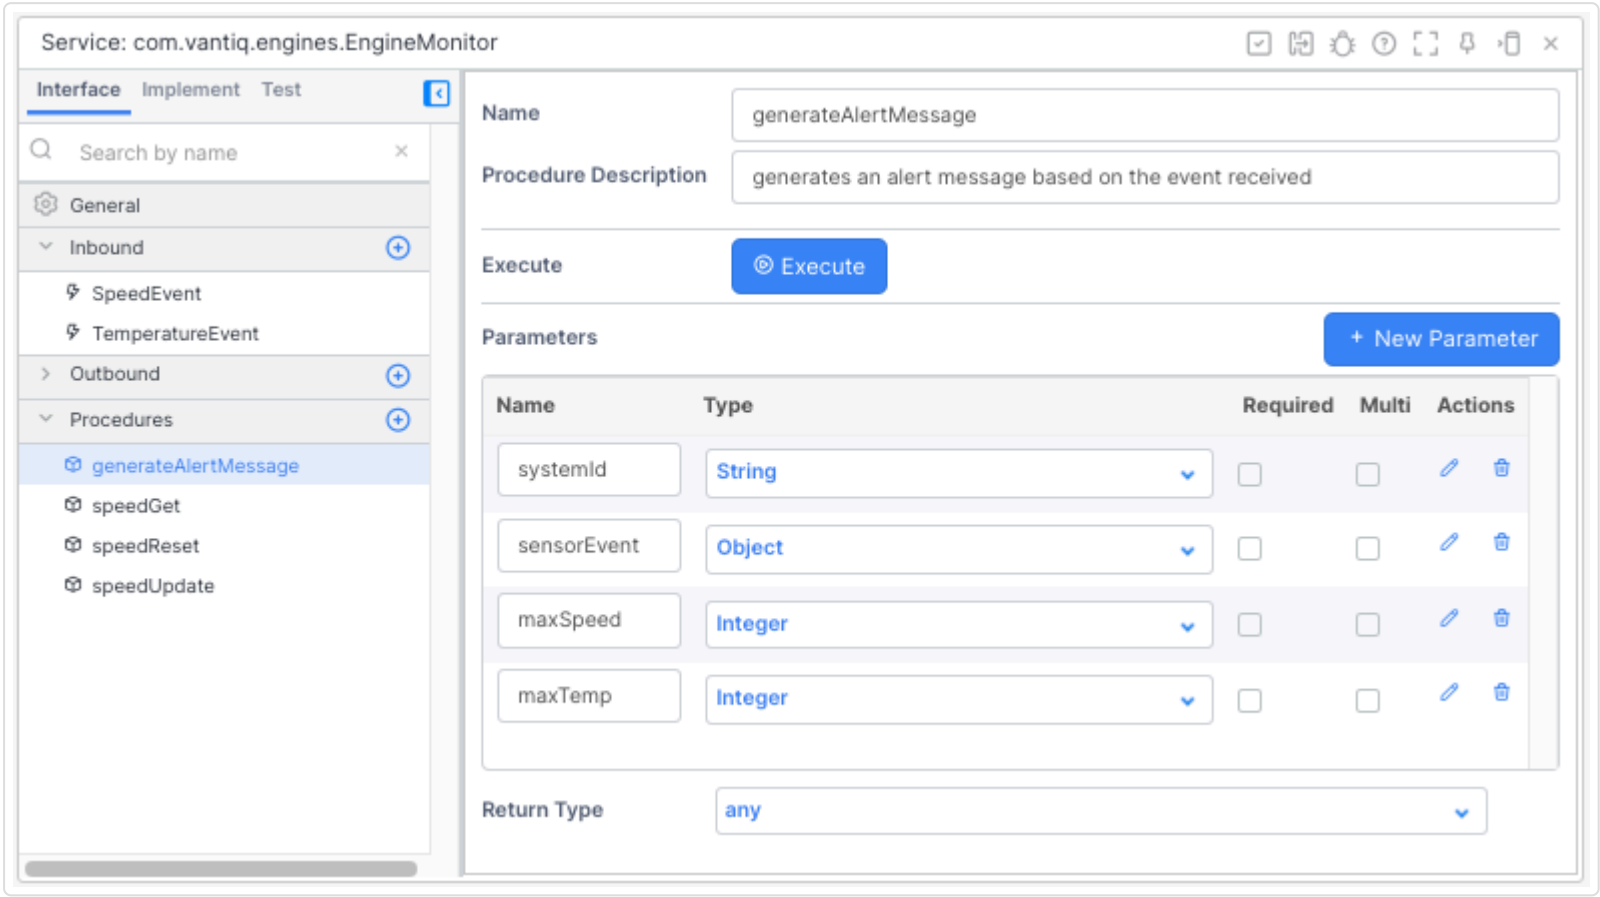 Service: com.vantiq.engines.EngineMonitor
Interface Implement Test
Search by name
General
Inbound
SpeedEvent
TemperatureEvent
Outbound
Procedures
generateAlertMessage
speedGet
speedReset
speedUpdate
Name generateAlertMessage
Procedure Description generates an alert message based on the event received
Execute Execute
Parameters + New Parameter
Name Type Required Multi Actions
systemId String
sensorEvent Object
maxSpeed Integer
maxTemp Integer
Return Type any